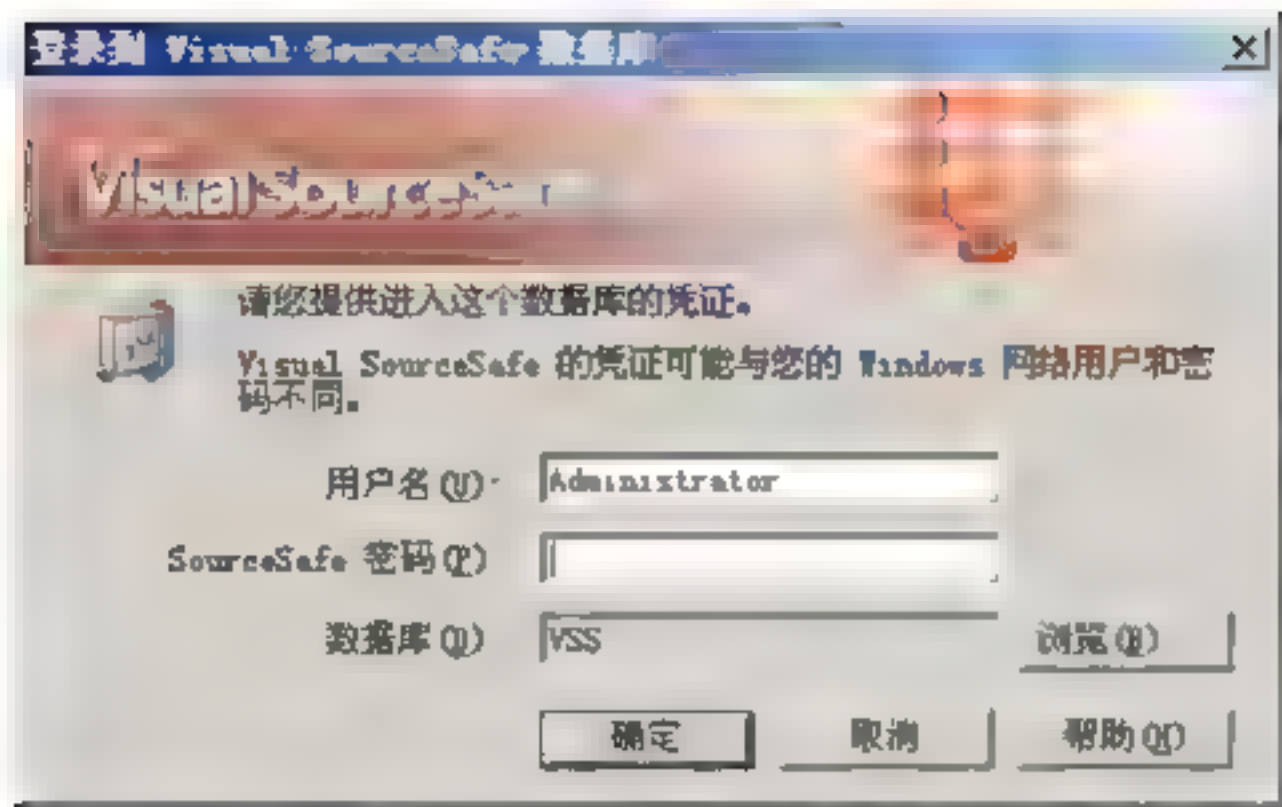 登录到 Visual SourceSafe 数据库
Visual SourceSa
请您提供进入这个数据库的凭证。
Visual SourceSafe 的凭证可能与您的 Windows 网络用户和密
码不同。
用户名(U)
Administrator
SourceSafe 密码(P)
数据库(D)
VSS
浏览(B)
确定
取消
帮助(H)